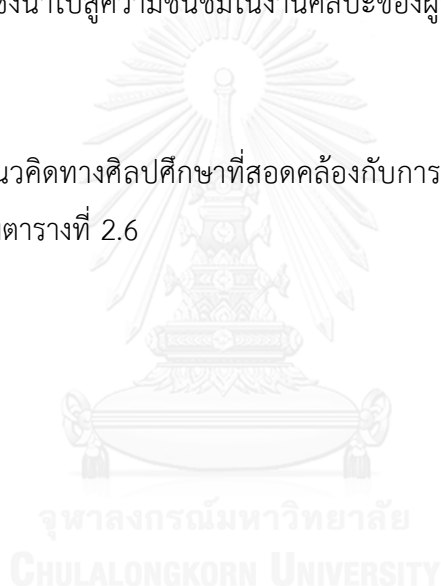 ซึ่งนำไปสู่ความชื่นชมในงานศิลปะของผู้
แนวคิดทางศิลปศึกษาที่สอดคล้องกับการ
ตารางที่ 2.6
จุฬาลงกรณ์มหาวิทยาลัย
CHULALONGKORN UNIVERSITY